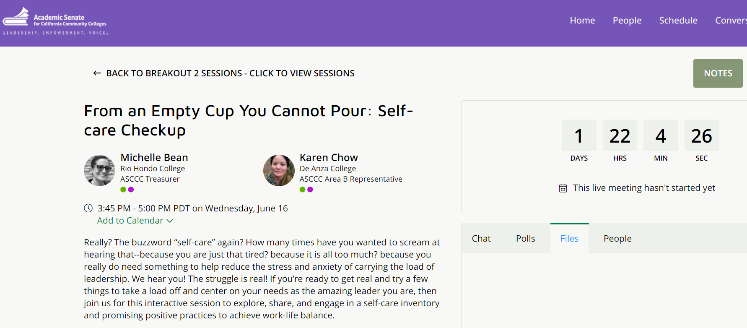 Academic Senate
for California Community Colleges
LEADERSHIP. EMPOWERMENT. VOICE.
Home People Schedule Convers
← BACK TO BREAKOUT 2 SESSIONS - CLICK TO VIEW SESSIONS
NOTES
From an Empty Cup You Cannot Pour: Self-
care Checkup
Michelle Bean
Rio Hondo College
ASCCC Treasurer
Karen Chow
De Anza College
ASCCC Area B Representative
3:45 PM - 5:00 PM PDT on Wednesday, June 16
Add to Calendar
Really? The buzzword “self-care” again? How many times have you wanted to scream at
hearing that--because you are just that tired? because it is all too much? because you
really do need something to help reduce the stress and anxiety of carrying the load of
leadership. We hear you! The struggle is real! If you're ready to get real and try a few
things to take a load off and center on your needs as the amazing leader you are, then
join us for this interactive session to explore, share, and engage in a self-care inventory
and promising positive practices to achieve work-life balance.
1 22 4 26
DAYS HRS MIN SEC
This live meeting hasn't started yet
Chat Polls Files People